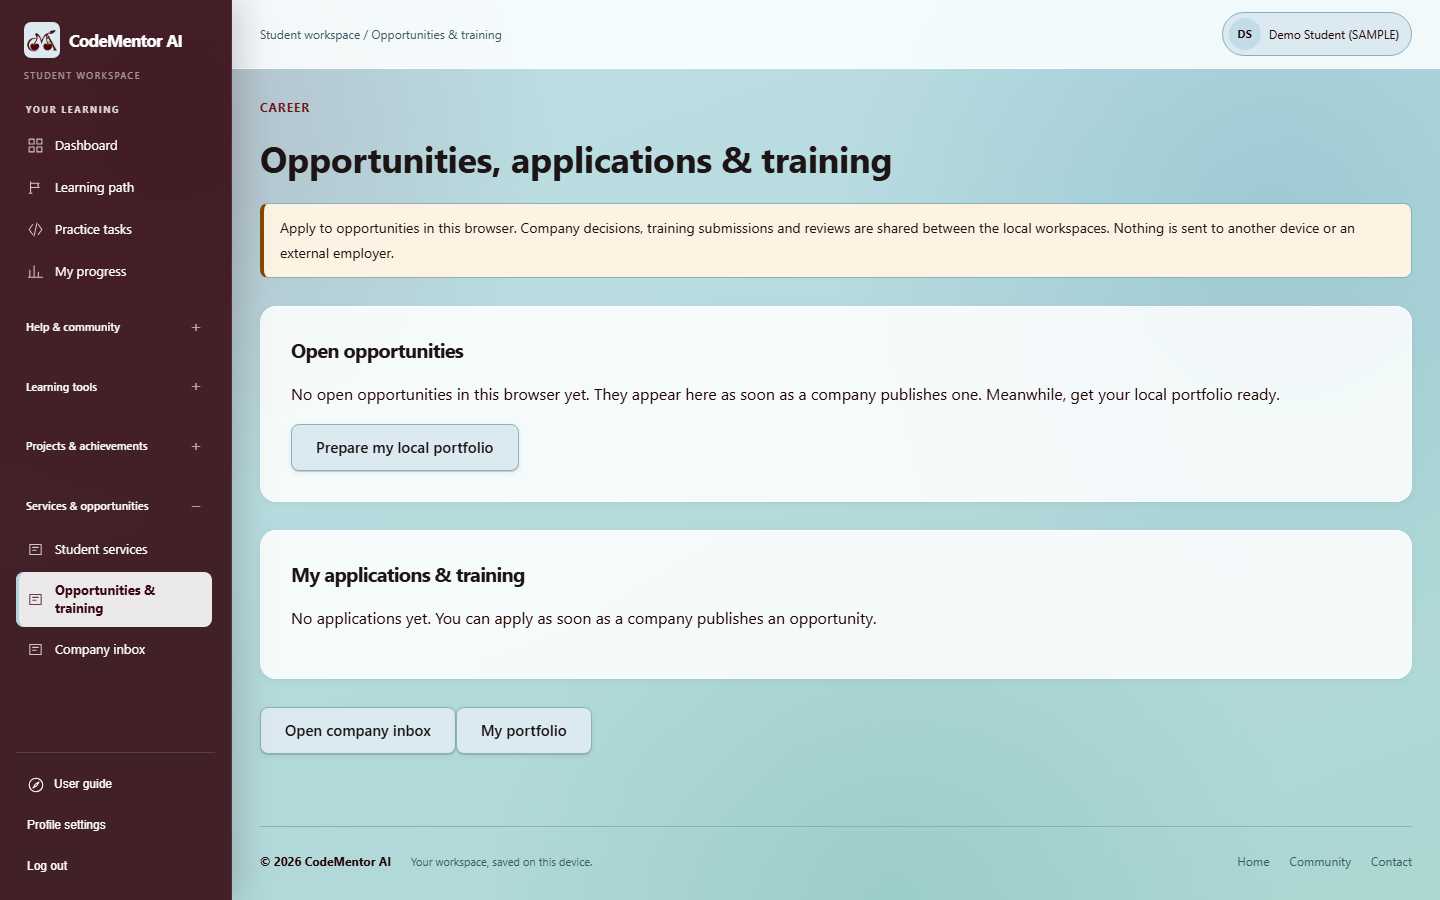 CodeMentor AI
STUDENT WORKSPACE
YOUR LEARNING
Dashboard
Learning path
Practice tasks
My progress
Help & community
Learning tools
Projects & achievements
Services & opportunities
Student services
Opportunities &
training
Company inbox
User guide
Profile settings
Log out
Student workspace / Opportunities & training
DS Demo Student (SAMPLE)
CAREER
Opportunities, applications & training
Apply to opportunities in this browser. Company decisions, training submissions and reviews are shared between the local workspaces. Nothing is sent to another device or an
external employer.
Open opportunities
No open opportunities in this browser yet. They appear here as soon as a company publishes one. Meanwhile, get your local portfolio ready.
Prepare my local portfolio
My applications & training
No applications yet. You can apply as soon as a company publishes an opportunity.
Open company inbox My portfolio
© 2026 CodeMentor AI Your workspace, saved on this device. Home Community Contact